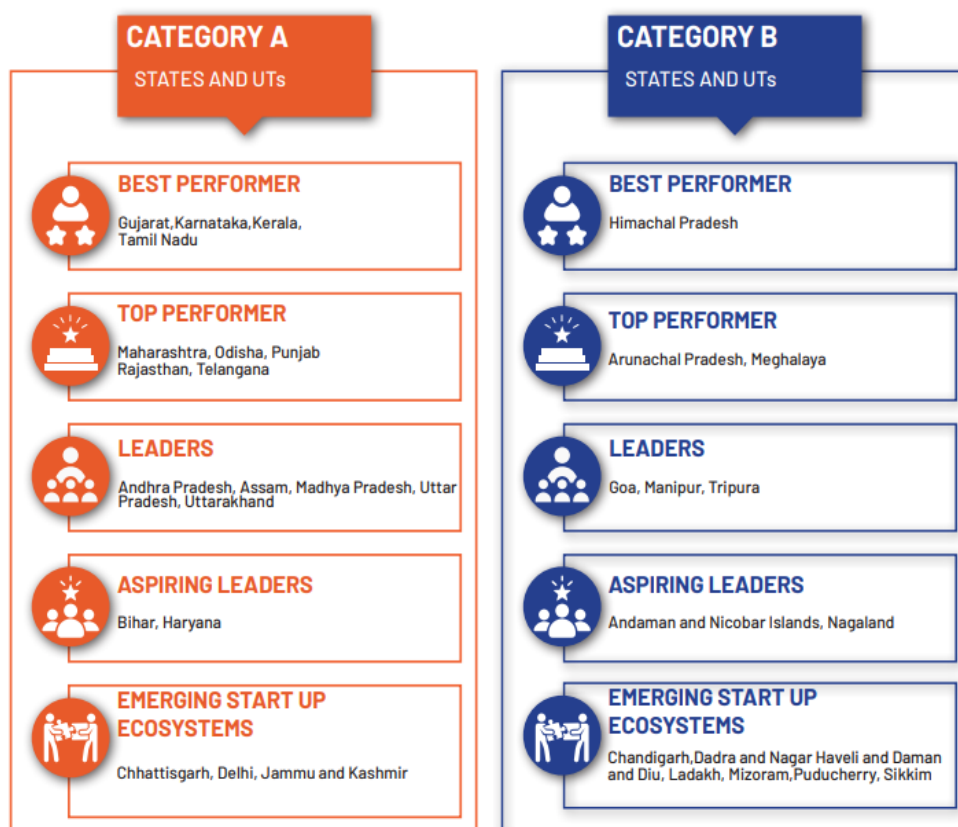 CATEGORY A
STATES AND UTs
BEST PERFORMER
Gujarat,Karnataka,Kerala,
Tamil Nadu
TOP PERFORMER
Maharashtra, Odisha, Punjab
Rajasthan, Telangana
LEADERS
Andhra Pradesh, Assam, Madhya Pradesh, Uttar
Pradesh, Uttarakhand
ASPIRING LEADERS
Bihar, Haryana
EMERGING START UP
ECOSYSTEMS
Chhattisgarh, Delhi, Jammu and Kashmir
CATEGORY B
STATES AND UTs
BEST PERFORMER
Himachal Pradesh
TOP PERFORMER
Arunachal Pradesh, Meghalaya
LEADERS
Goa, Manipur, Tripura
ASPIRING LEADERS
Andaman and Nicobar Islands, Nagaland
EMERGING START UP
ECOSYSTEMS
Chandigarh,Dadra and Nagar Haveli and Daman
and Diu, Ladakh, Mizoram,Puducherry, Sikkim